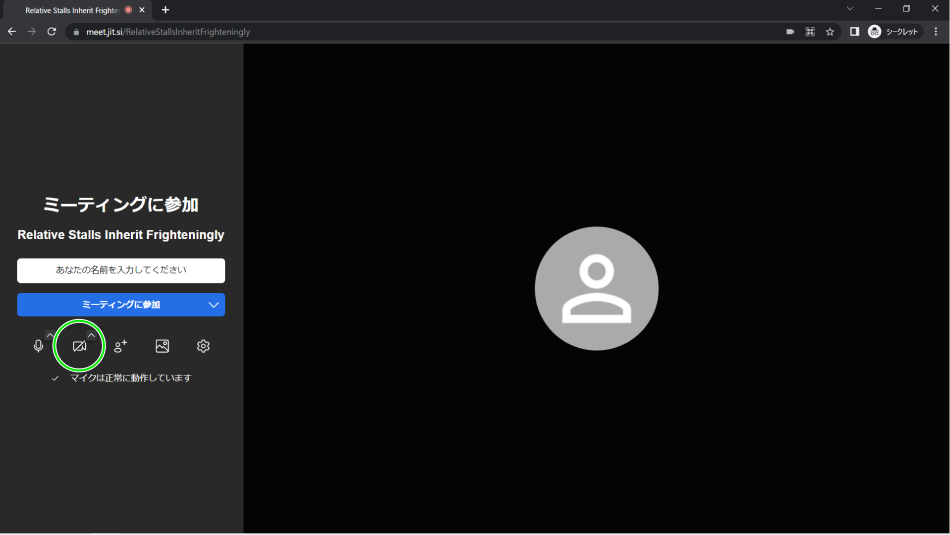 Relative Stalls Inherit Frighte
meet.jit.si/RelativeStallsInheritFrighteningly
シークレット
ミーティングに参加
Relative Stalls Inherit Frighteningly
あなたの名前を入力してください
ミーティングに参加
マイクは正常に動作しています